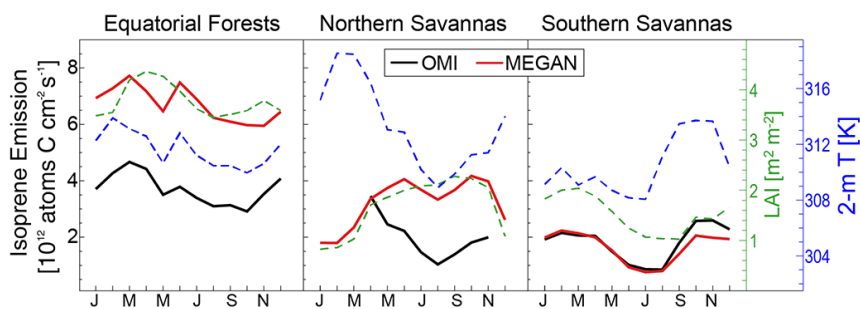 Equatorial Forests Northern Savannas Southern Savannas
Isoprene Emission
[10¹² atoms C cm⁻² s⁻¹]
8
6
4
2
OMI MEGAN
4
3
2
1
LAI [m² m⁻²]
316
312
308
304
2-m T [K]
J M M J S N J M M J S N J M M J S N